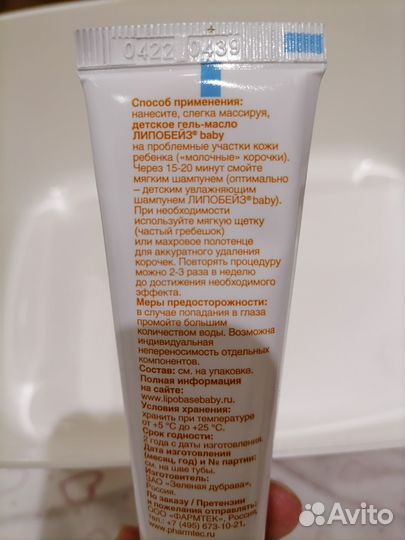 0422 0439
Способ применения:
нанесите, слегка массируя,
детское гель-масло
ЛИПОБЕЙЗ® baby
на проблемные участки кожи
ребенка («молочные» корочки).
Через 15-20 минут смойте
мягким шампунем (оптимально
– детским увлажняющим
шампунем ЛИПОБЕЙЗ®baby).
При необходимости
используйте мягкую щетку
(частый гребешок)
или махровое полотенце
для аккуратного удаления
корочек. Повторять процедуру
можно 2-3 раза в неделю
до достижения необходимого
эффекта.
Меры предосторожности:
в случае попадания в глаза
промойте большим
количеством воды. Возможна
индивидуальная
непереносимость отдельных
компонентов.
Состав: см. на упаковке.
Полная информация
на сайте:
www.lipobasebaby.ru.
Условия хранения:
хранить при температуре
от +5 °С до +25 °С.
Срок годности:
2 года с даты изготовления.
Дата изготовления
(месяц, год) и № партии:
см. на шве тубы.
Изготовитель:
ЗАО «Зеленая дубрава»,
Россия.
По заказу / Претензии
и пожелания отправлять:
ООО «ФАРМТЕК», Россия,
тел. +7 (495) 673-10-21.
www.pharmtec.ru
Avito